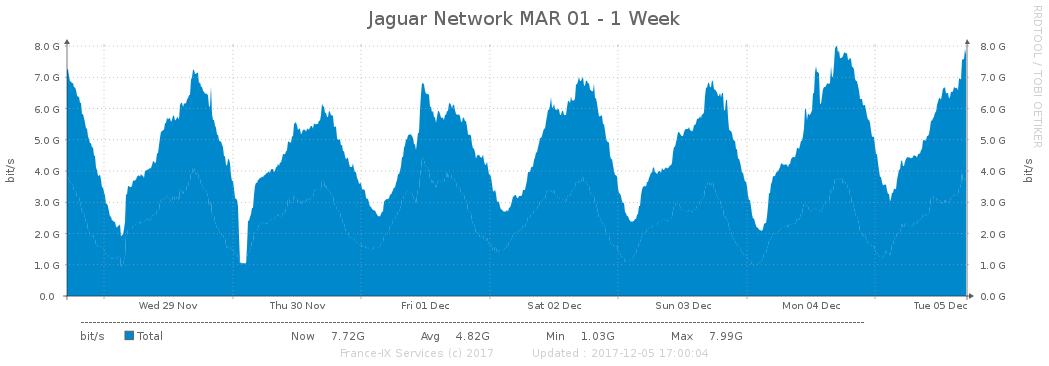 Jaguar Network MAR 01 - 1 Week
RRDTOOL / TOBI OETIKER
bit/s
8.0 G
7.0 G
6.0 G
5.0 G
4.0 G
3.0 G
2.0 G
1.0 G
0.0
8.0 G
7.0 G
6.0 G
5.0 G
4.0 G
3.0 G
2.0 G
1.0 G
0.0 G
bit/s
Wed 29 Nov Thu 30 Nov Fri 01 Dec Sat 02 Dec Sun 03 Dec Mon 04 Dec Tue 05 Dec
bit/s Total Now 7.72G Avg 4.82G Min 1.03G Max 7.99G
France-IX Services (c) 2017 Updated : 2017-12-05 17:00:04